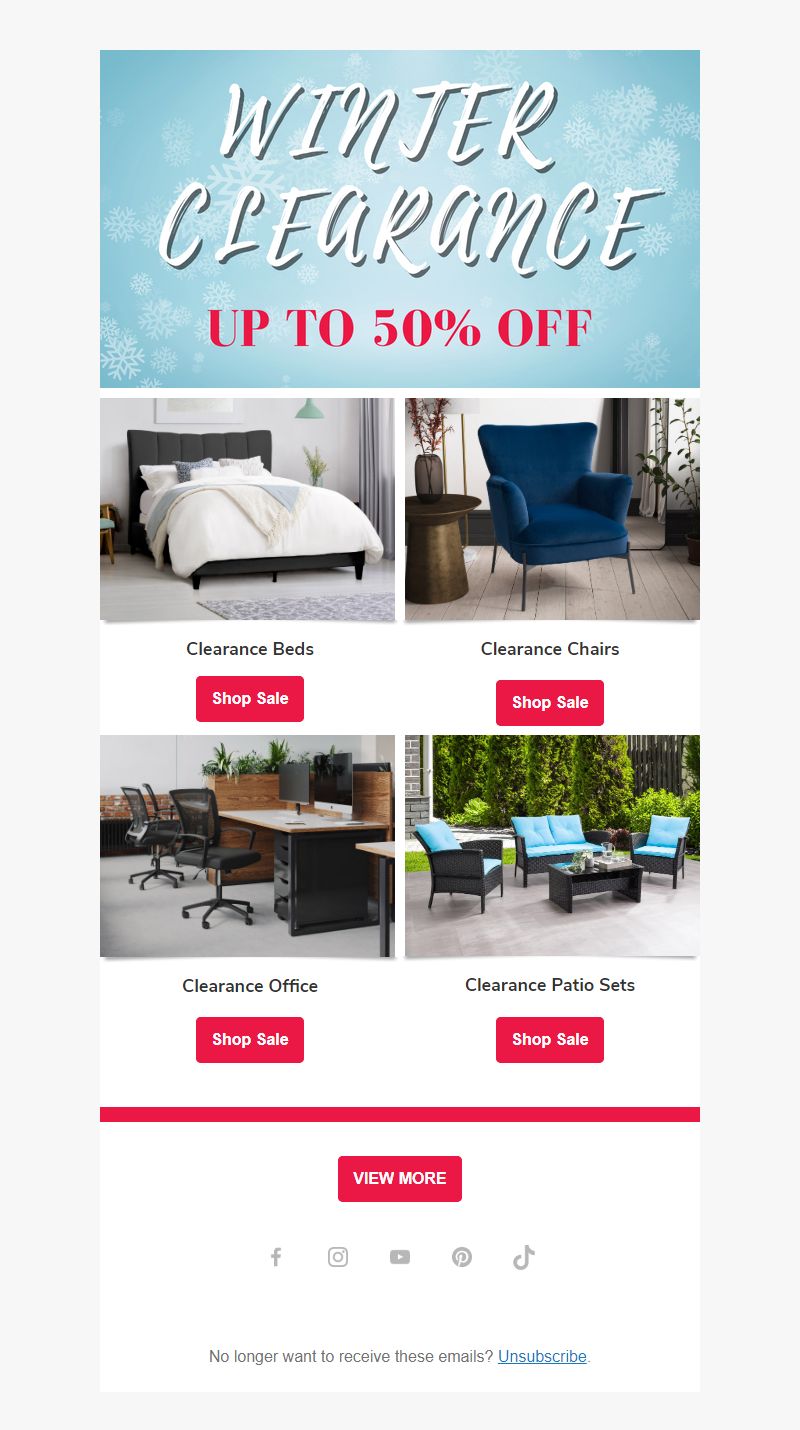 WINTER
CLEARANCE
UP TO 50% OFF
Clearance Beds
Shop Sale
Clearance Chairs
Shop Sale
Clearance Office
Shop Sale
Clearance Patio Sets
Shop Sale
VIEW MORE
No longer want to receive these emails? Unsubscribe.